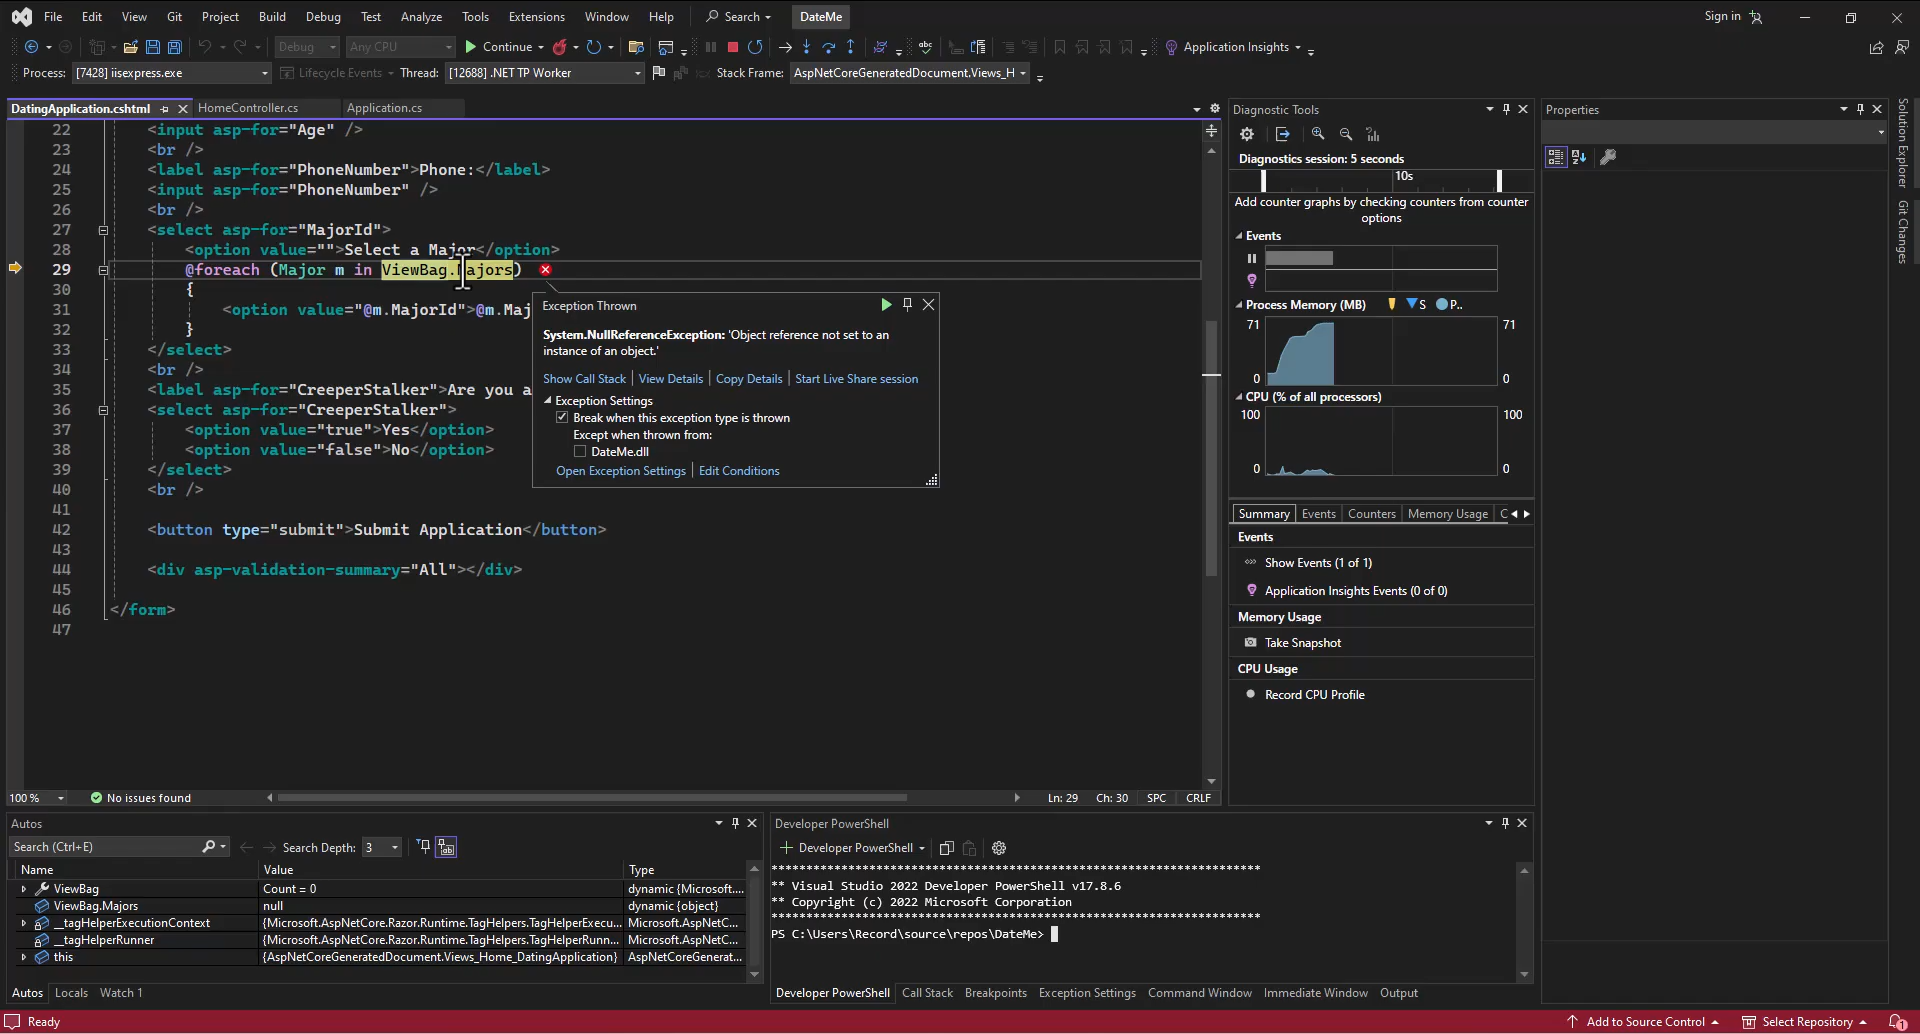 File Edit View Git Project Build Debug Test Analyze Tools Extensions Window Help Search DateMe Sign in
Debug Any CPU Continue Application Insights
Process: [7428] iisexpress.exe Lifecycle Events Thread: [12688] .NET TP Worker Stack Frame: AspNetCoreGeneratedDocument.Views_H
DatingApplication.cshtml HomeController.cs Application.cs
22 <input asp-for="Age" />
23 <br />
24 <label asp-for="PhoneNumber">Phone:</label>
25 <input asp-for="PhoneNumber" />
26 <br />
27 <select asp-for="MajorId">
28 <option value="">Select a Major</option>
29 @foreach (Major m in ViewBag.Majors)
30 {
31 <option value="@m.MajorId">@m.Maj
32 }
33 </select>
34 <br />
35 <label asp-for="CreeperStalker">Are you a
36 <select asp-for="CreeperStalker">
37 <option value="true">Yes</option>
38 <option value="false">No</option>
39 </select>
40 <br />
41
42 <button type="submit">Submit Application</button>
43
44 <div asp-validation-summary="All"></div>
45
46 </form>
47
Exception Thrown
System.NullReferenceException: 'Object reference not set to an
instance of an object.'
Show Call Stack | View Details | Copy Details | Start Live Share session
Exception Settings
Break when this exception type is thrown
Except when thrown from:
DateMe.dll
Open Exception Settings | Edit Conditions
100 % No issues found Ln: 29 Ch: 30 SPC CRLF
Diagnostic Tools
Diagnostics session: 5 seconds
10s
Add counter graphs by checking counters from counter
options
Events
Process Memory (MB) S P..
71 71
0 0
CPU (% of all processors)
100 100
0 0
Summary Events Counters Memory Usage C
Events
Show Events (1 of 1)
Application Insights Events (0 of 0)
Memory Usage
Take Snapshot
CPU Usage
Record CPU Profile
Properties
Solution Explorer
Git Changes
Autos
Search (Ctrl+E) Search Depth: 3
Name Value Type
ViewBag Count = 0 dynamic {Microsoft....
ViewBag.Majors null dynamic {object}
__tagHelperExecutionContext {Microsoft.AspNetCore.Razor.Runtime.TagHelpers.TagHelperExecu... Microsoft.AspNetC...
__tagHelperRunner {Microsoft.AspNetCore.Razor.Runtime.TagHelpers.TagHelperRunn... Microsoft.AspNetC...
this {AspNetCoreGeneratedDocument.Views_Home_DatingApplication} AspNetCoreGenerat...
Autos Locals Watch 1
Developer PowerShell
Developer PowerShell
**********************************************************************
** Visual Studio 2022 Developer PowerShell v17.8.6
** Copyright (c) 2022 Microsoft Corporation
**********************************************************************
PS C:\Users\Record\source\repos\DateMe>
Developer PowerShell Call Stack Breakpoints Exception Settings Command Window Immediate Window Output
Ready Add to Source Control Select Repository 1